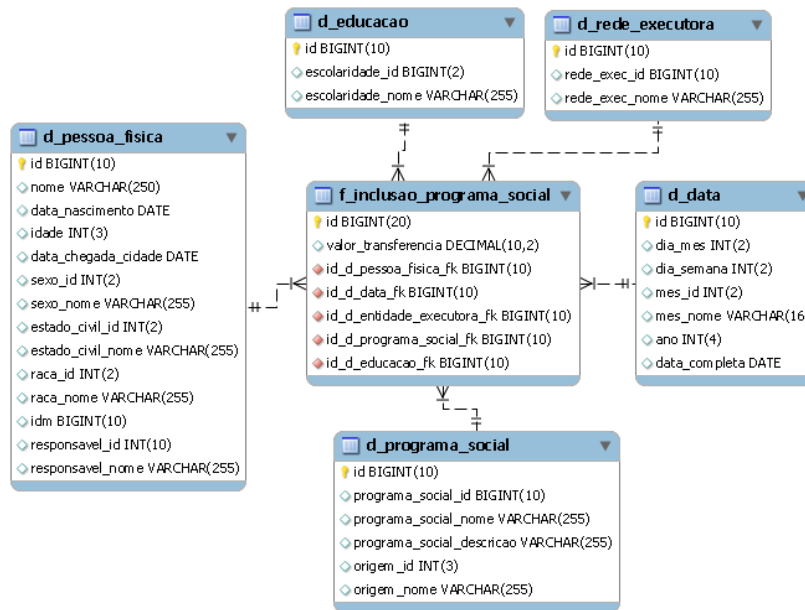 d_educacao
id BIGINT(10)
escolaridade_id BIGINT(2)
escolaridade_nome VARCHAR(255)
d_rede_executora
id BIGINT(10)
rede_exec_id BIGINT(10)
rede_exec_nome VARCHAR(255)
d_pessoa_fisica
id BIGINT(10)
nome VARCHAR(250)
data_nascimento DATE
idade INT(3)
data_chegada_cidade DATE
sexo_id INT(2)
sexo_nome VARCHAR(255)
estado_civil_id INT(2)
estado_civil_nome VARCHAR(255)
raca_id INT(2)
raca_nome VARCHAR(255)
idm BIGINT(10)
responsavel_id INT(10)
responsavel_nome VARCHAR(255)
f_inclusao_programa_social
id BIGINT(20)
valor_transferencia DECIMAL(10,2)
id_d_pessoa_fisica_fk BIGINT(10)
id_d_data_fk BIGINT(10)
id_d_entidade_executora_fk BIGINT(10)
id_d_programa_social_fk BIGINT(10)
id_d_educacao_fk BIGINT(10)
d_data
id BIGINT(10)
dia_mes INT(2)
dia_semana INT(2)
mes_id INT(2)
mes_nome VARCHAR(16
ano INT(4)
data_completa DATE
d_programa_social
id BIGINT(10)
programa_social_id BIGINT(10)
programa_social_nome VARCHAR(255)
programa_social_descricao VARCHAR(255)
origem_id INT(3)
origem_nome VARCHAR(255)